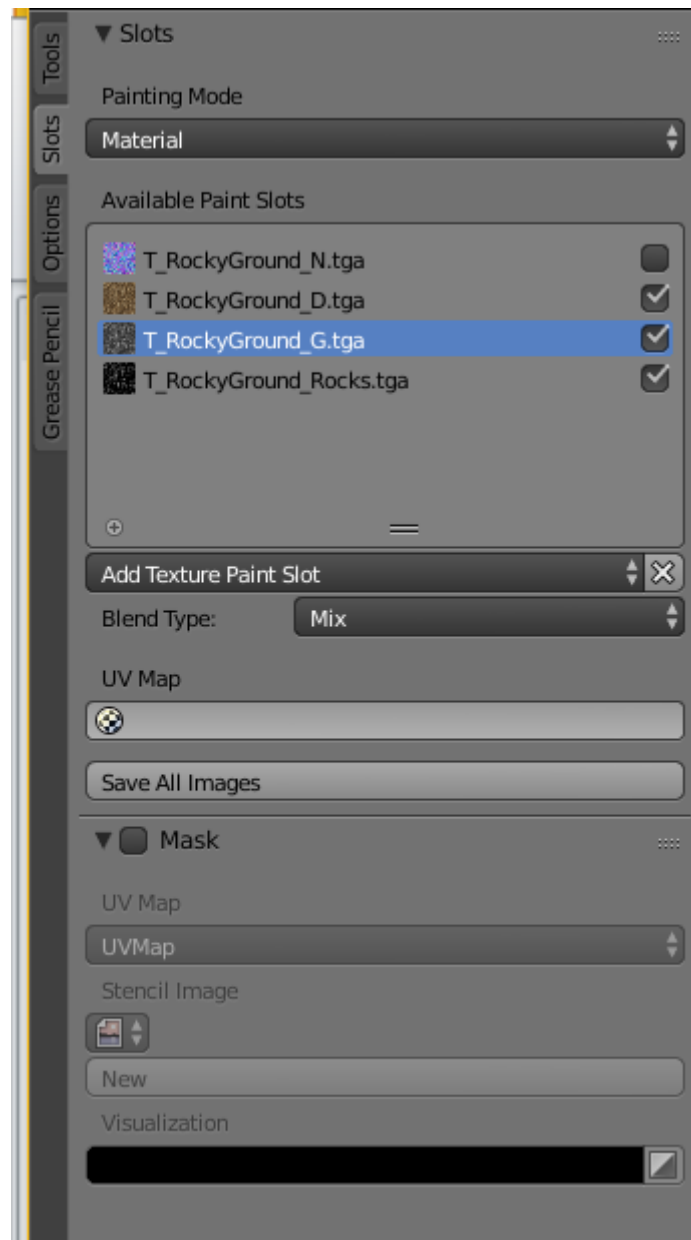 Tools
Slots
Options
Grease Pencil
Slots
Painting Mode
Material
Available Paint Slots
T_RockyGround_N.tga
T_RockyGround_D.tga
T_RockyGround_G.tga
T_RockyGround_Rocks.tga
Add Texture Paint Slot
Blend Type: Mix
UV Map
Save All Images
Mask
UV Map
UVMap
Stencil Image
New
Visualization